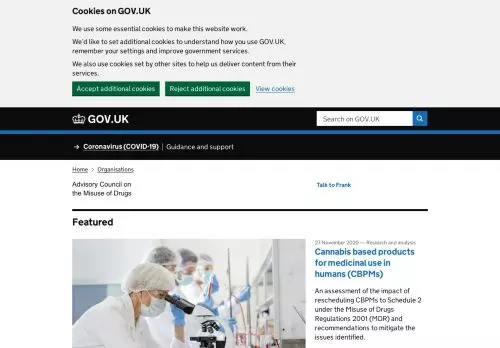 Cookies on GOV.UK
We use some essential cookies to make this website work.
We'd like to set additional cookies to understand how you use GOV.UK,
remember your settings and improve government services.
We also use cookies set by other sites to help us deliver content from their
services.
Accept additional cookies Reject additional cookies View cookies
GOV.UK Search on GOV.UK
→ Coronavirus (COVID-19) | Guidance and support
Home > Organisations
Advisory Council on
the Misuse of Drugs
Talk to Frank
Featured
27 November 2020 — Research and analysis
Cannabis based products
for medicinal use in
humans (CBPMs)
An assessment of the impact of
rescheduling CBPMs to Schedule 2
under the Misuse of Drugs
Regulations 2001 (MDR) and
recommendations to mitigate the
issues identified.